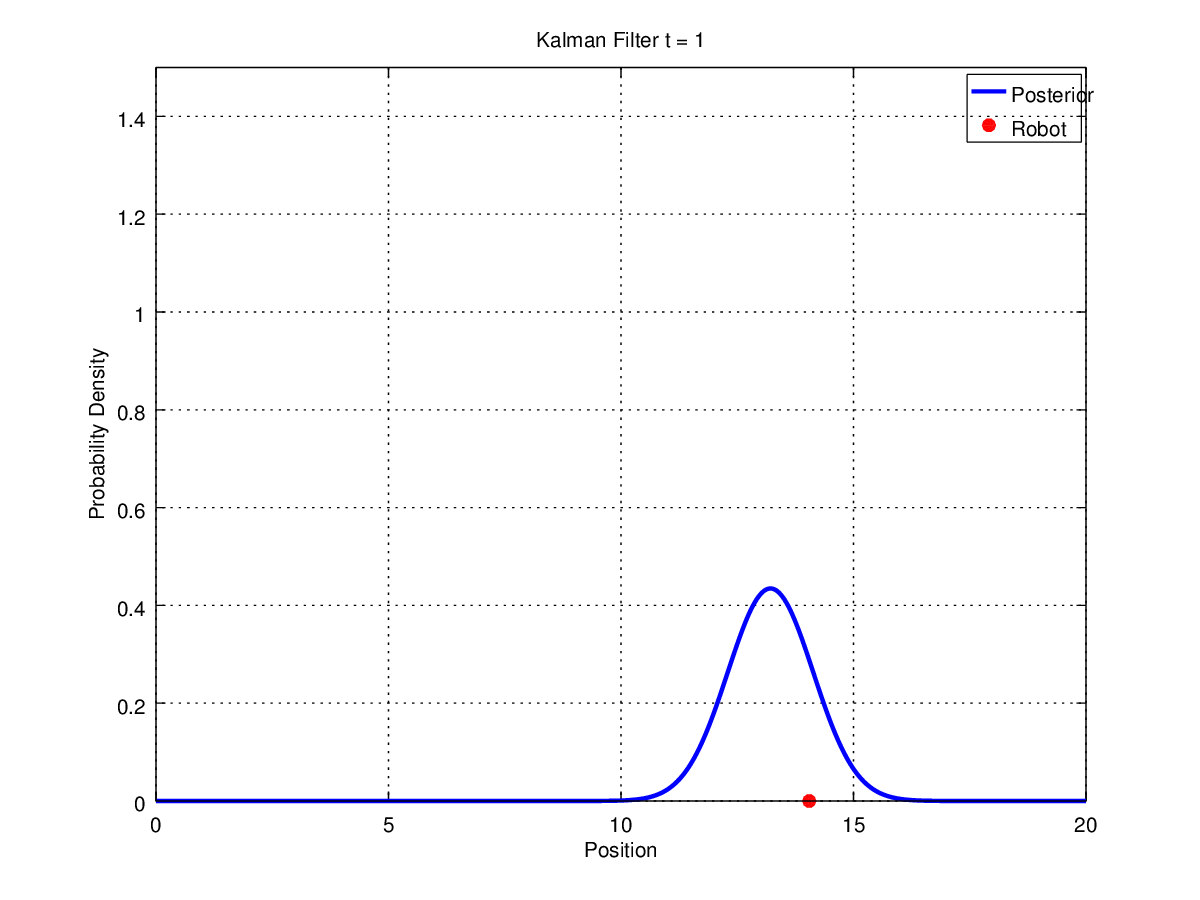 Kalman Filter t = 1
Posterior
Robot
1.4
1.2
1
0.8
0.6
0.4
0.2
0
Probability Density
0 5 10 15 20
Position